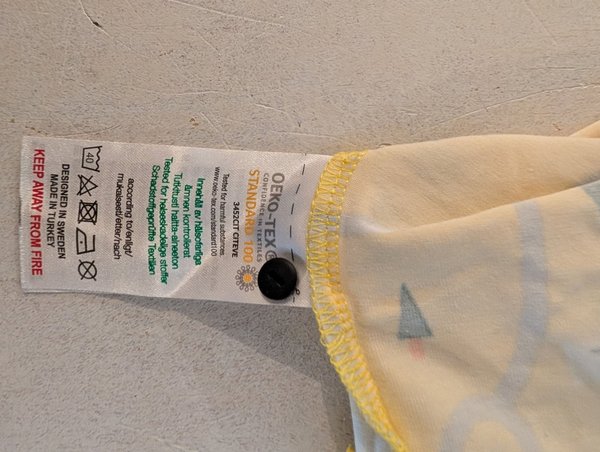 OEKO-TEX®
CONFIDENCE IN TEXTILES
STANDARD 100
3452CIT CITEVE
Tested for harmful substances.
www.oeko-tex.com/standard100
Innehåll av hälsofarliga
ämnen kontrollerat
Tutkitusti haitta-aineeton
Tested for helseskadelige stoffer
Schadstoffgeprüfte Textilien
according to/enligt/
mukaisesti/etter/nach
40
DESIGNED IN SWEDEN
MADE IN TURKEY
KEEP AWAY FROM FIRE